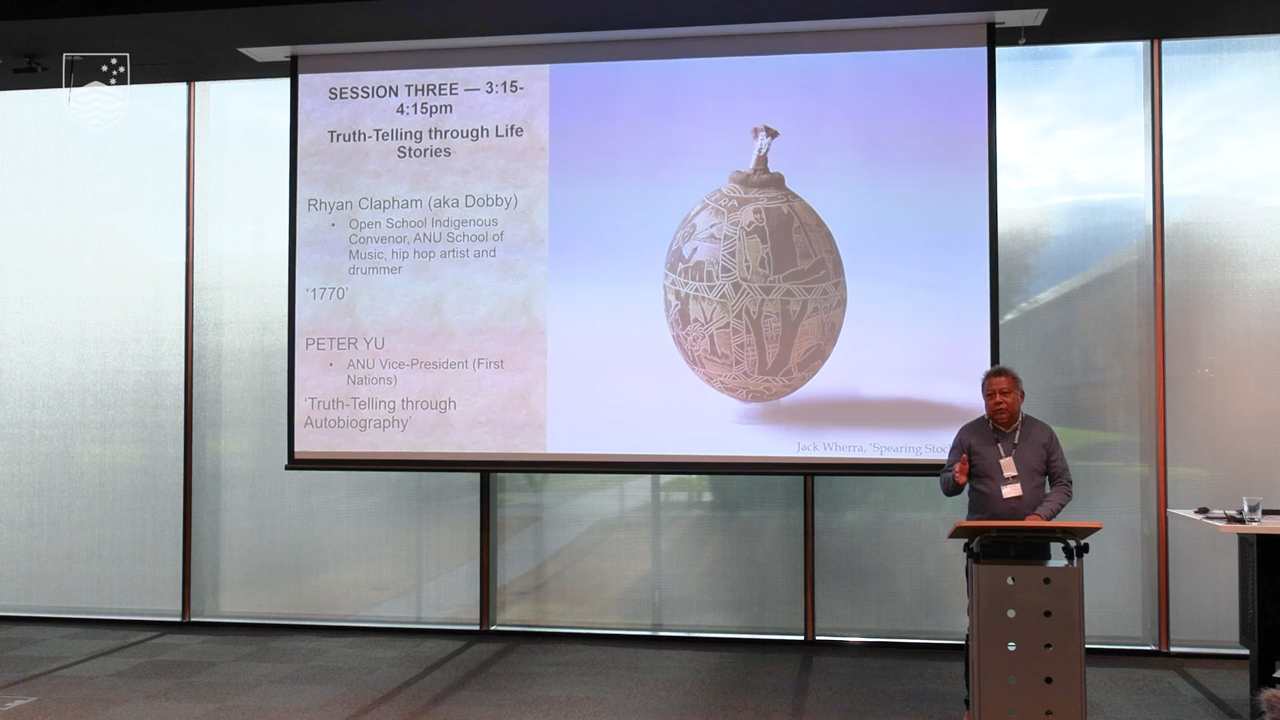 SESSION THREE — 3:15-
4:15pm
Truth-Telling through Life
Stories
Rhyan Clapham (aka Dobby)
• Open School Indigenous
Convenor, ANU School of
Music, hip hop artist and
drummer
‘1770’
PETER YU
• ANU Vice-President (First
Nations)
‘Truth-Telling through
Autobiography’
Jack Wherra, ‘Spearing